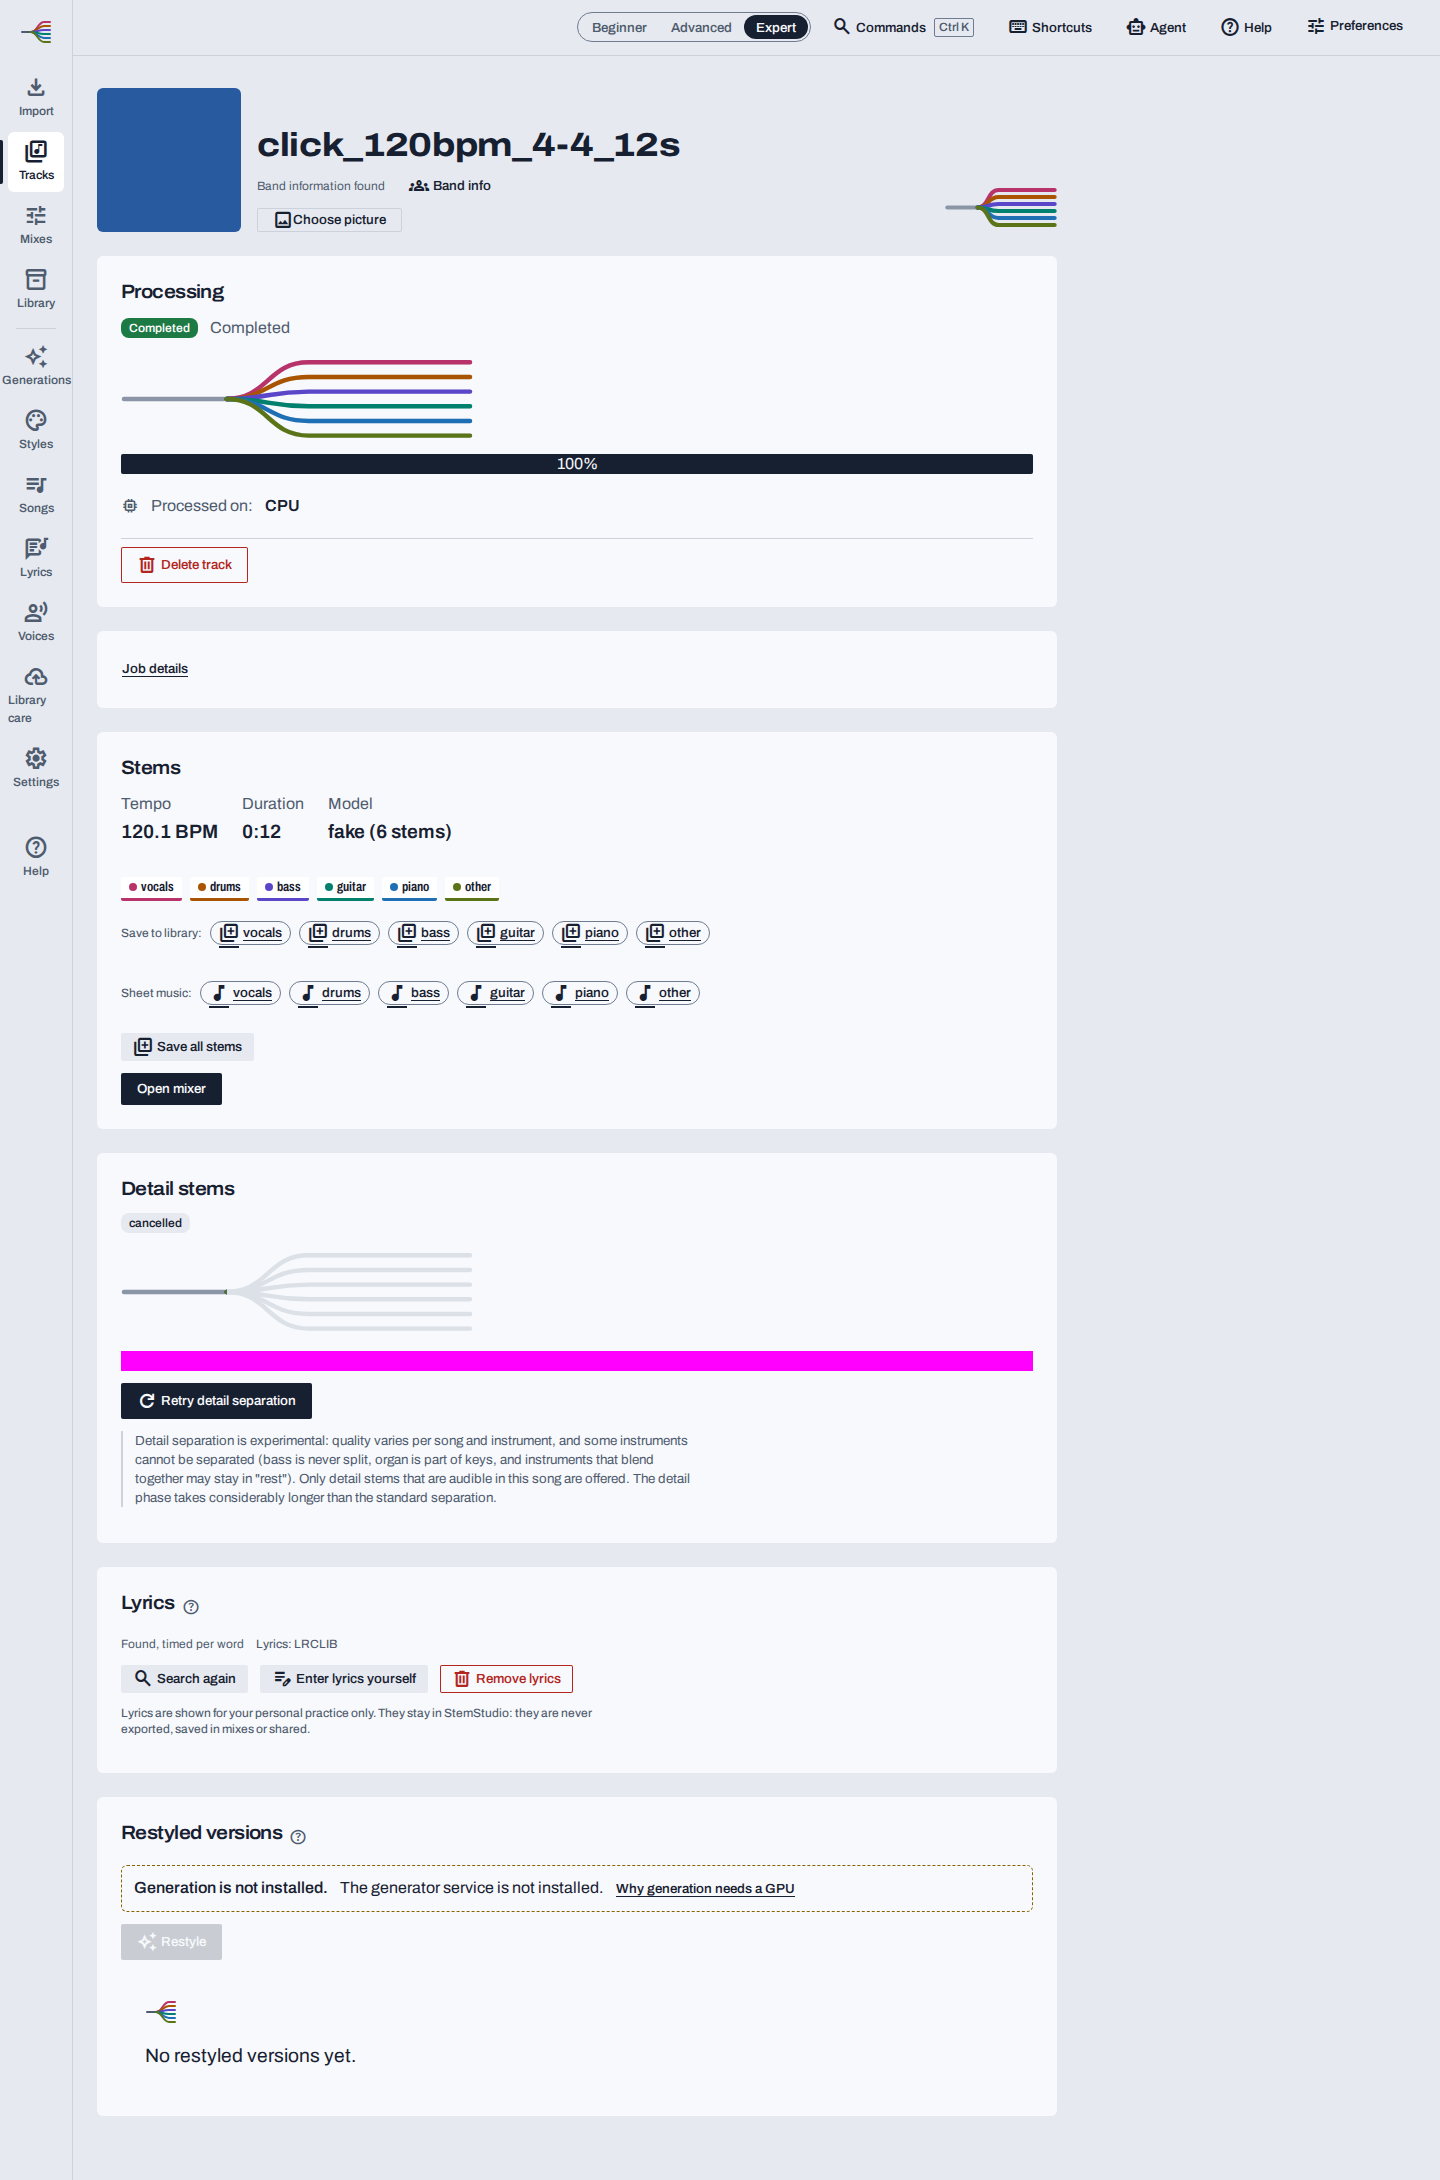 Beginner Advanced Expert Commands Ctrl K Shortcuts Agent Help Preferences
Import
Tracks
Mixes
Library
Generations
Styles
Songs
Lyrics
Voices
Library
care
Settings
Help
click_120bpm_4-4_12s
Band information found Band info
Choose picture
Processing
Completed Completed
100%
Processed on: CPU
Delete track
Job details
Stems
Tempo Duration Model
120.1 BPM 0:12 fake (6 stems)
vocals drums bass guitar piano other
Save to library: vocals drums bass guitar piano other
Sheet music: vocals drums bass guitar piano other
Save all stems
Open mixer
Detail stems
cancelled
Retry detail separation
Detail separation is experimental: quality varies per song and instrument, and some instruments
cannot be separated (bass is never split, organ is part of keys, and instruments that blend
together may stay in "rest"). Only detail stems that are audible in this song are offered. The detail
phase takes considerably longer than the standard separation.
Lyrics
Found, timed per word Lyrics: LRCLIB
Search again Enter lyrics yourself Remove lyrics
Lyrics are shown for your personal practice only. They stay in StemStudio: they are never
exported, saved in mixes or shared.
Restyled versions
Generation is not installed. The generator service is not installed. Why generation needs a GPU
Restyle
No restyled versions yet.